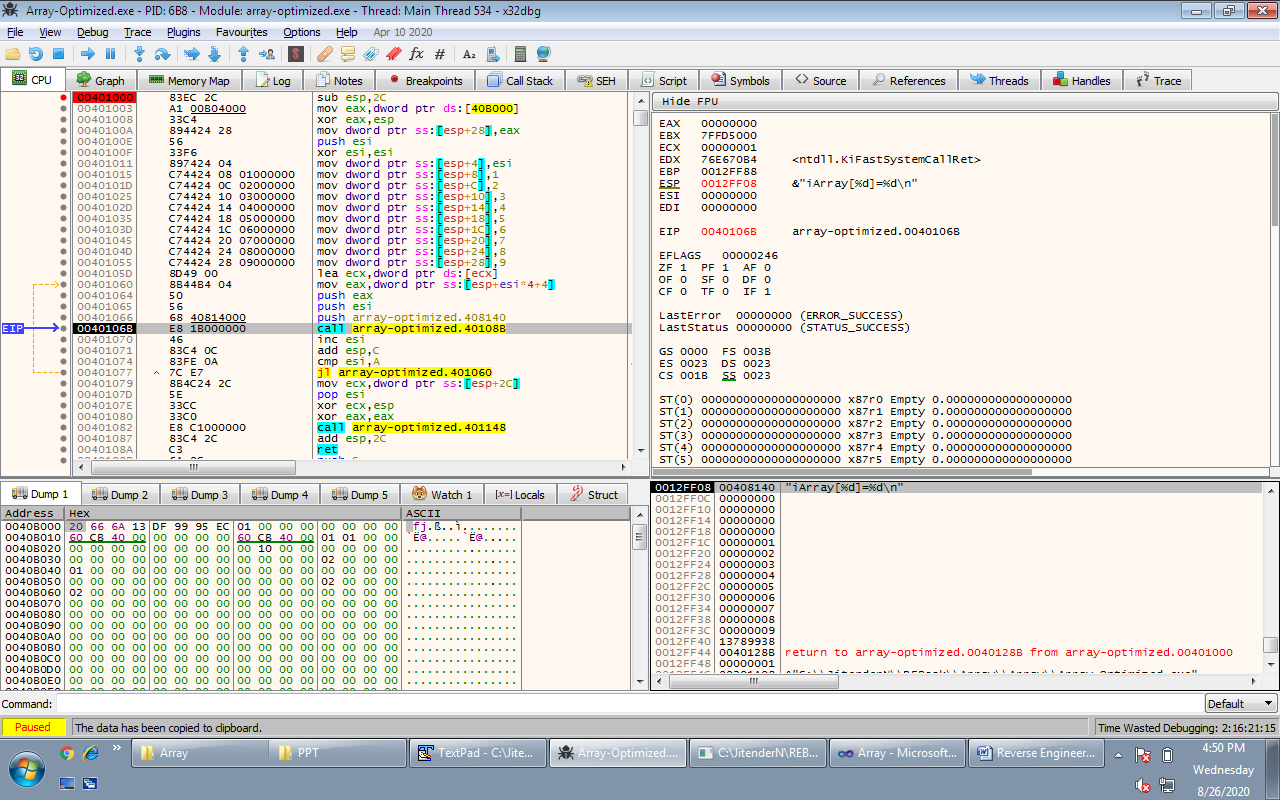 Array-Optimized.exe - PID: 6B8 - Module: array-optimized.exe - Thread: Main Thread 534 - x32dbg
File View Debug Trace Plugins Favourites Options Help Apr 10 2020
CPU Graph Memory Map Log Notes Breakpoints Call Stack SEH Script Symbols Source References Threads Handles Trace
00401000 83EC 2C sub esp,2C
00401003 A1 00B04000 mov eax,dword ptr ds:[40B000]
00401008 33C4 xor eax,esp
0040100A 894424 28 mov dword ptr ss:[esp+28],eax
0040100E 56 push esi
0040100F 33F6 xor esi,esi
00401011 897424 04 mov dword ptr ss:[esp+4],esi
00401015 C74424 08 01000000 mov dword ptr ss:[esp+8],1
0040101D C74424 0C 02000000 mov dword ptr ss:[esp+C],2
00401025 C74424 10 03000000 mov dword ptr ss:[esp+10],3
0040102D C74424 14 04000000 mov dword ptr ss:[esp+14],4
00401035 C74424 18 05000000 mov dword ptr ss:[esp+18],5
0040103D C74424 1C 06000000 mov dword ptr ss:[esp+1C],6
00401045 C74424 20 07000000 mov dword ptr ss:[esp+20],7
0040104D C74424 24 08000000 mov dword ptr ss:[esp+24],8
00401055 C74424 28 09000000 mov dword ptr ss:[esp+28],9
0040105D 8D49 00 lea ecx,dword ptr ds:[ecx]
00401060 8B44B4 04 mov eax,dword ptr ss:[esp+esi*4+4]
00401064 50 push eax
00401065 56 push esi
00401066 68 40814000 push array-optimized.408140
EIP 0040106B E8 1B000000 call array-optimized.40108B
00401070 46 inc esi
00401071 83C4 0C add esp,C
00401074 83FE 0A cmp esi,A
00401077 7C E7 jl array-optimized.401060
00401079 8B4C24 2C mov ecx,dword ptr ss:[esp+2C]
0040107D 5E pop esi
0040107E 33CC xor ecx,esp
00401080 33C0 xor eax,eax
00401082 E8 C1000000 call array-optimized.401148
00401087 83C4 2C add esp,2C
0040108A C3 ret
Hide FPU
EAX 00000000
EBX 7FFD5000
ECX 00000001
EDX 76E670B4 <ntdll.KiFastSystemCallRet>
EBP 0012FF88
ESP 0012FF08 &"iArray[%d]=%d\n"
ESI 00000000
EDI 00000000
EIP 0040106B array-optimized.0040106B
EFLAGS 00000246
ZF 1 PF 1 AF 0
OF 0 SF 0 DF 0
CF 0 TF 0 IF 1
LastError 00000000 (ERROR_SUCCESS)
LastStatus 00000000 (STATUS_SUCCESS)
GS 0000 FS 003B
ES 0023 DS 0023
CS 001B SS 0023
ST(0) 00000000000000000000 x87r0 Empty 0.000000000000000000
ST(1) 00000000000000000000 x87r1 Empty 0.000000000000000000
ST(2) 00000000000000000000 x87r2 Empty 0.000000000000000000
ST(3) 00000000000000000000 x87r3 Empty 0.000000000000000000
ST(4) 00000000000000000000 x87r4 Empty 0.000000000000000000
ST(5) 00000000000000000000 x87r5 Empty 0.000000000000000000
Dump 1 Dump 2 Dump 3 Dump 4 Dump 5 Watch 1 [x=] Locals Struct
Address Hex ASCII
0040B000 20 66 6A 13 DF 99 95 EC 01 00 00 00 00 00 00 00  fj.ß..ì........
0040B010 60 CB 40 00 00 00 00 00 60 CB 40 00 01 01 00 00 `Ë@.....`Ë@.....
0040B020 00 00 00 00 00 00 00 00 00 10 00 00 00 00 00 00 ................
0040B030 00 00 00 00 00 00 00 00 00 00 00 00 02 00 00 00 ................
0040B040 01 00 00 00 00 00 00 00 00 00 00 00 00 00 00 00 ................
0040B050 00 00 00 00 00 00 00 00 00 00 00 00 02 00 00 00 ................
0040B060 02 00 00 00 00 00 00 00 00 00 00 00 00 00 00 00 ................
0040B070 00 00 00 00 00 00 00 00 00 00 00 00 00 00 00 00 ................
0040B080 00 00 00 00 00 00 00 00 00 00 00 00 00 00 00 00 ................
0040B090 00 00 00 00 00 00 00 00 00 00 00 00 00 00 00 00 ................
0040B0A0 00 00 00 00 00 00 00 00 00 00 00 00 00 00 00 00 ................
0040B0B0 00 00 00 00 00 00 00 00 00 00 00 00 00 00 00 00 ................
0040B0C0 00 00 00 00 00 00 00 00 00 00 00 00 00 00 00 00 ................
0040B0D0 00 00 00 00 00 00 00 00 00 00 00 00 00 00 00 00 ................
0040B0E0 00 00 00 00 00 00 00 00 00 00 00 00 00 00 00 00 ................
0012FF08 00408140 "iArray[%d]=%d\n"
0012FF0C 00000000
0012FF10 00000000
0012FF14 00000000
0012FF18 00000000
0012FF1C 00000001
0012FF20 00000002
0012FF24 00000003
0012FF28 00000004
0012FF2C 00000005
0012FF30 00000006
0012FF34 00000007
0012FF38 00000008
0012FF3C 00000009
0012FF40 13789938
0012FF44 0040128B return to array-optimized.0040128B from array-optimized.00401000
0012FF48 00000001
Command: Default
Paused The data has been copied to clipboard. Time Wasted Debugging: 2:16:21:15
Array PPT TextPad - C:\Jite... Array-Optimized.... C:\JitenderN\REB... Array - Microsoft... Reverse Engineer...
4:50 PM
Wednesday
8/26/2020